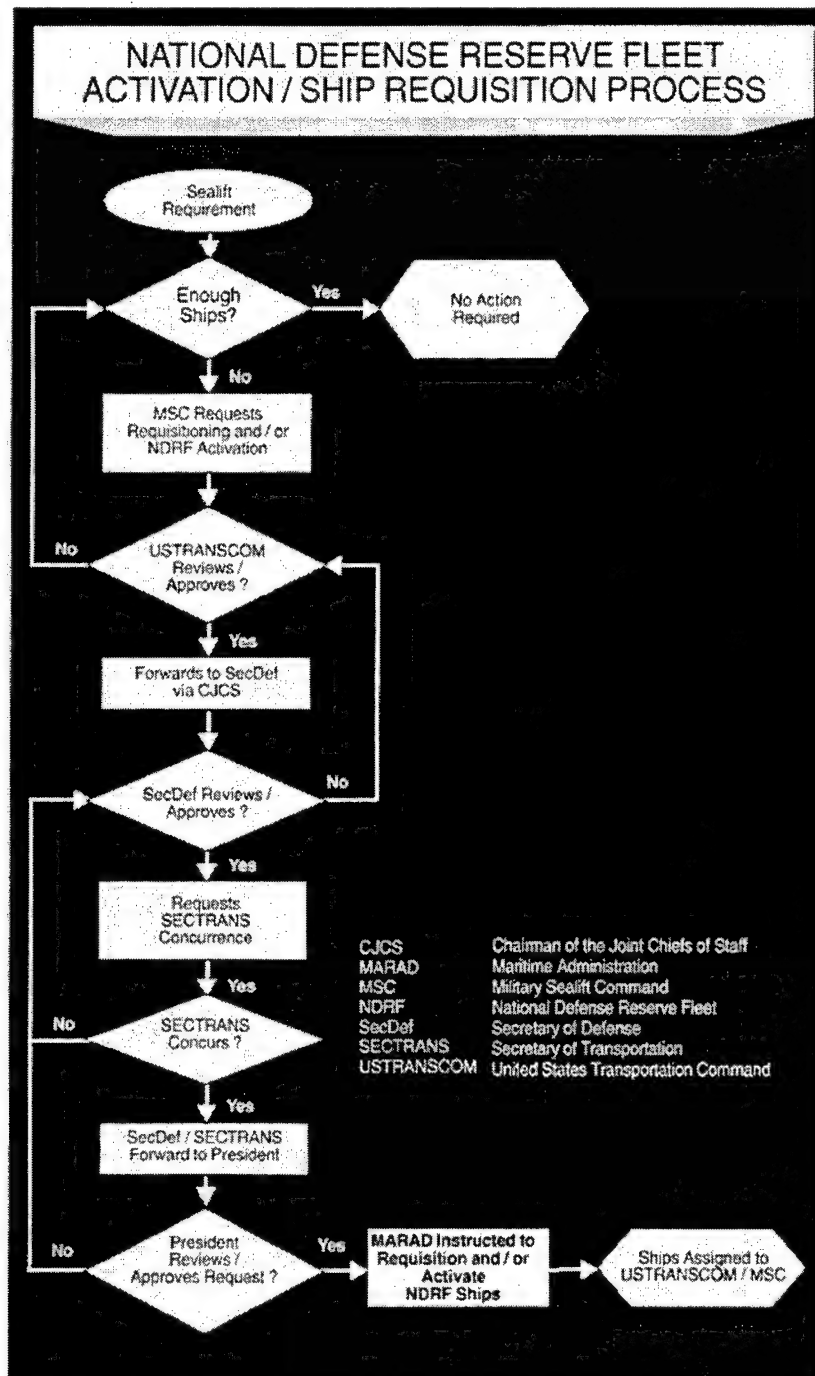 NATIONAL DEFENSE RESERVE FLEET
ACTIVATION / SHIP REQUISITION PROCESS
Sealift
Requirement
Enough
Ships?
Yes
No Action
Required
No
MSC Requests
Requisitioning and / or
NDRF Activation
No
USTRANSCOM
Reviews /
Approves ?
Yes
Forwards to SecDef
via CJCS
SecDef Reviews /
Approves ?
No
Yes
Requests
SECTRANS
Concurrence
Yes
No
SECTRANS
Concurs ?
Yes
SecDef / SECTRANS
Forward to President
No
President
Reviews /
Approves Request ?
Yes
MARAD Instructed to
Requisition and / or
Activate
NDRF Ships
Ships Assigned to
USTRANSCOM / MSC
CJCS Chairman of the Joint Chiefs of Staff
MARAD Maritime Administration
MSC Military Sealift Command
NDRF National Defense Reserve Fleet
SecDef Secretary of Defense
SECTRANS Secretary of Transportation
USTRANSCOM United States Transportation Command